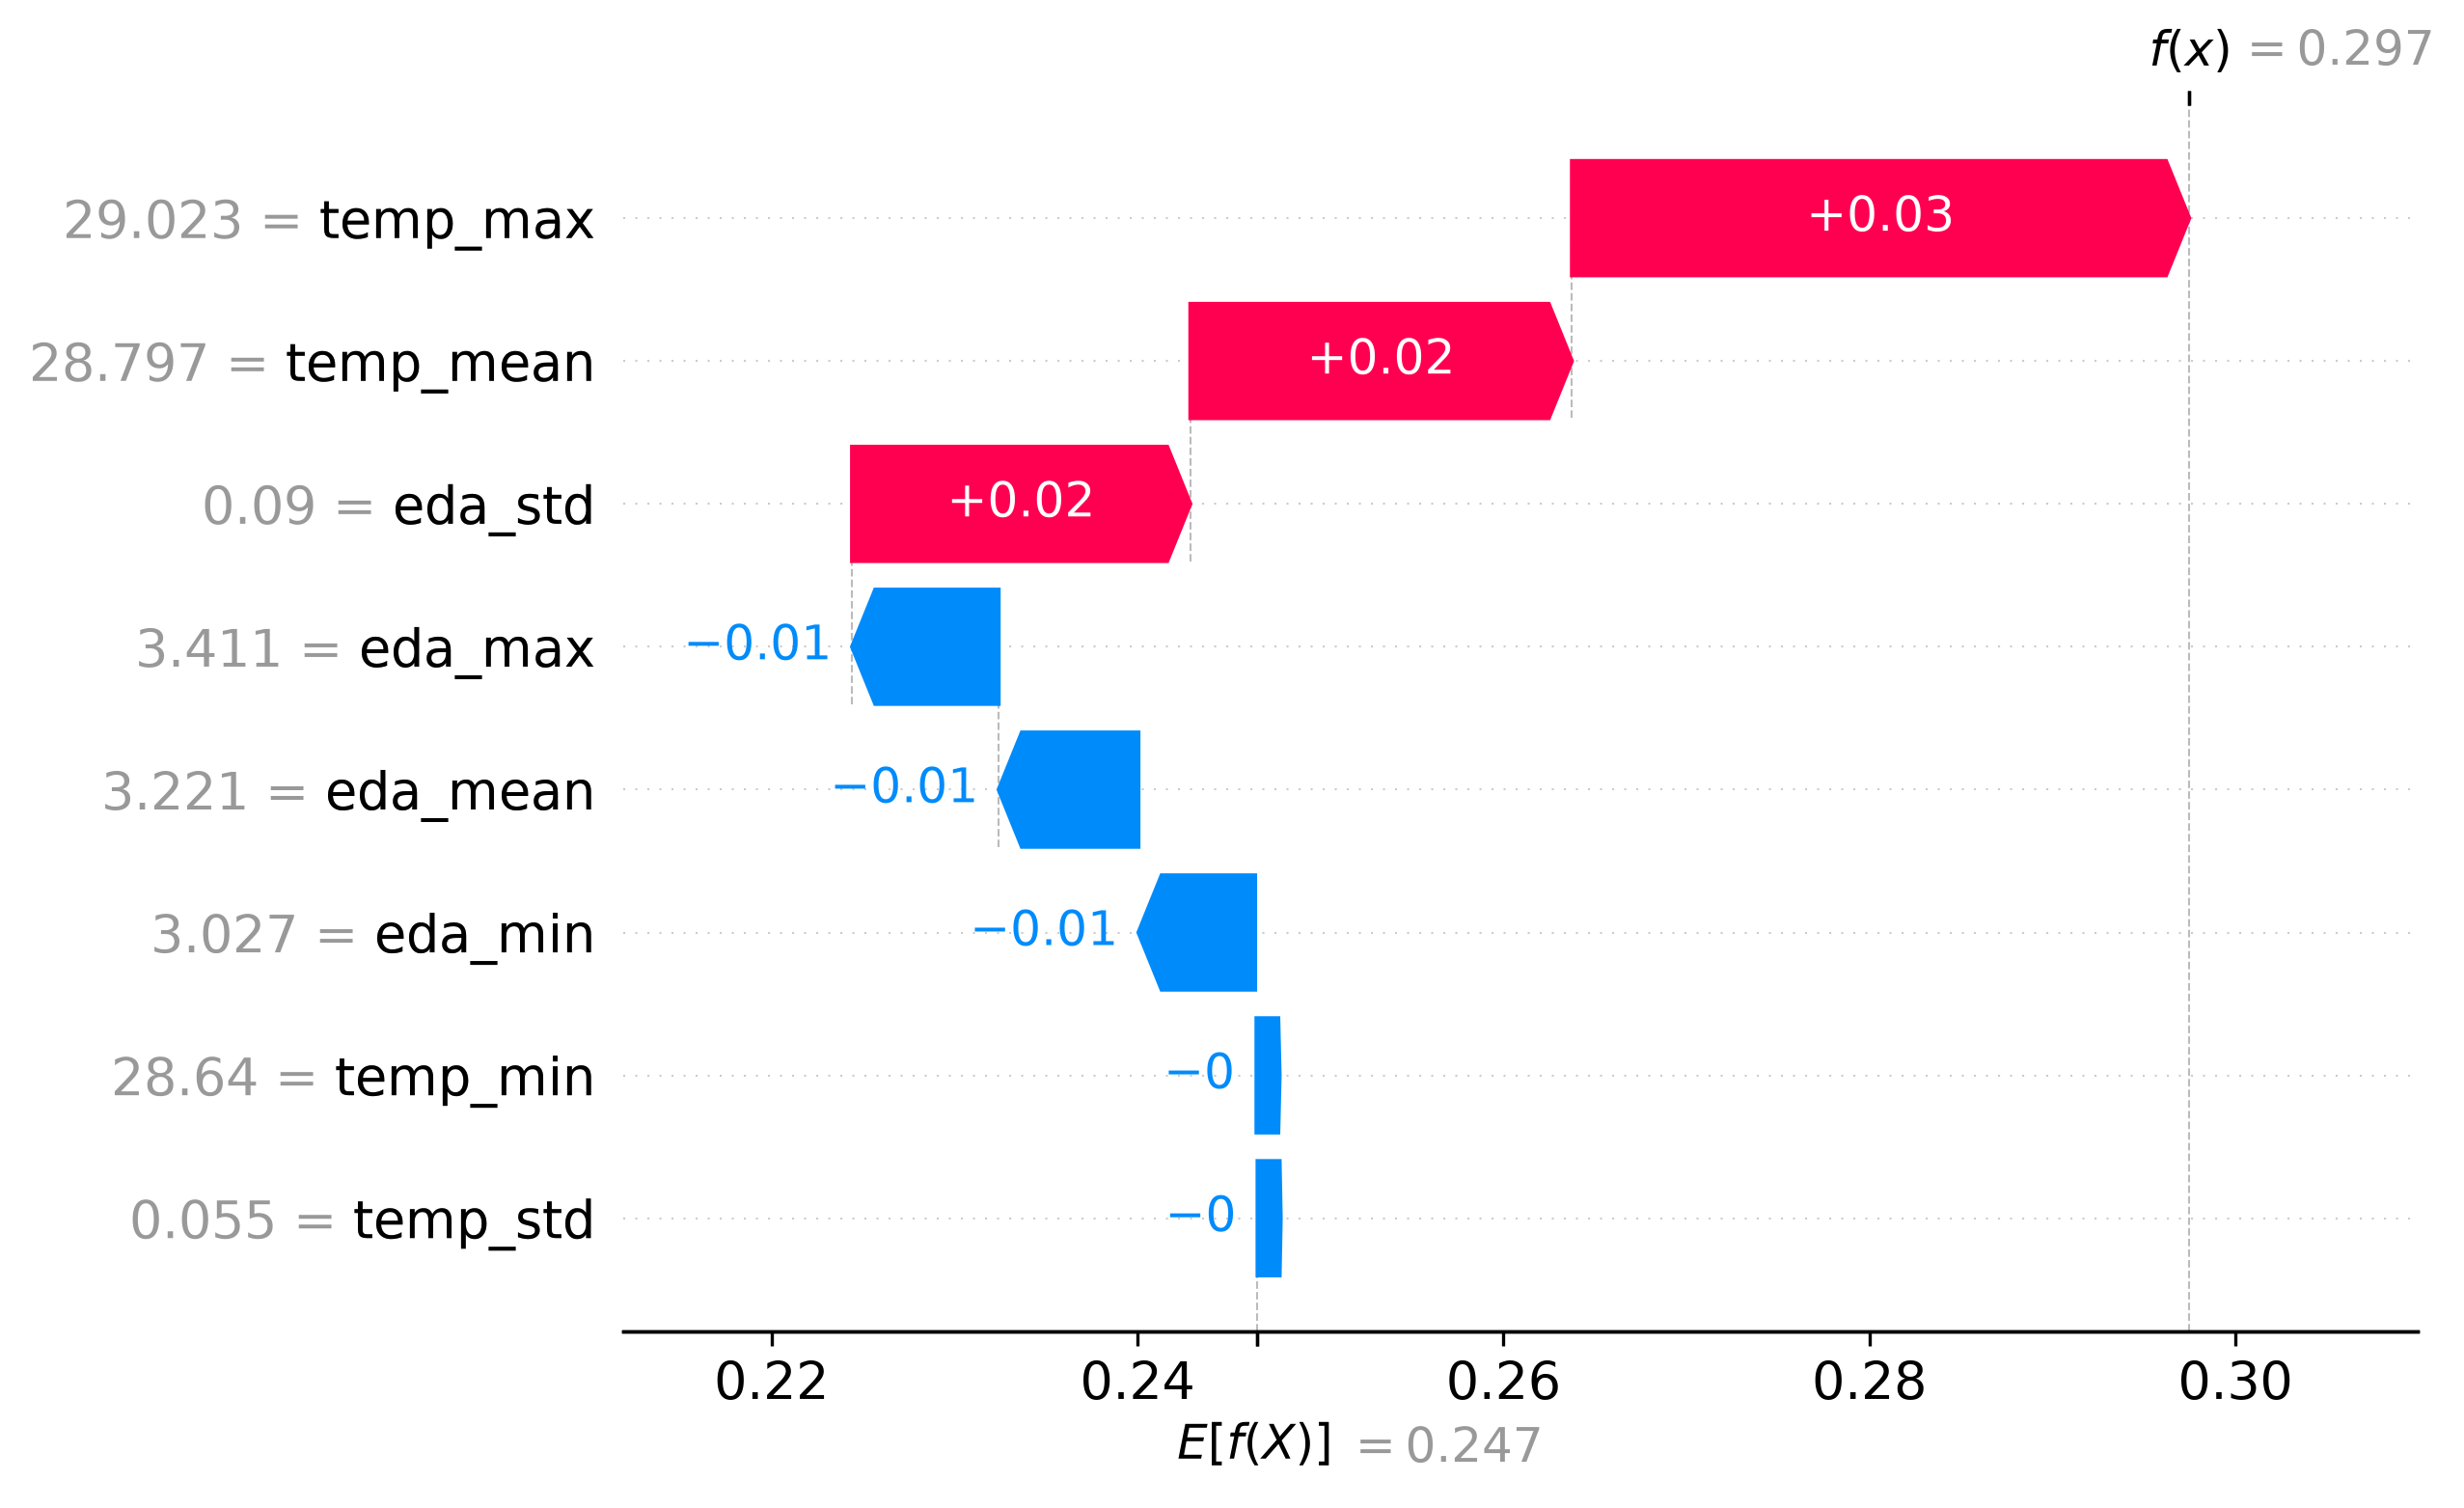 f(x) = 0.297
29.023 = temp_max
+0.03
28.797 = temp_mean
+0.02
0.09 = eda_std
+0.02
3.411 = eda_max
−0.01
3.221 = eda_mean
−0.01
3.027 = eda_min
−0.01
28.64 = temp_min
−0
0.055 = temp_std
−0
0.22 0.24 0.26 0.28 0.30
E[f(X)] = 0.247